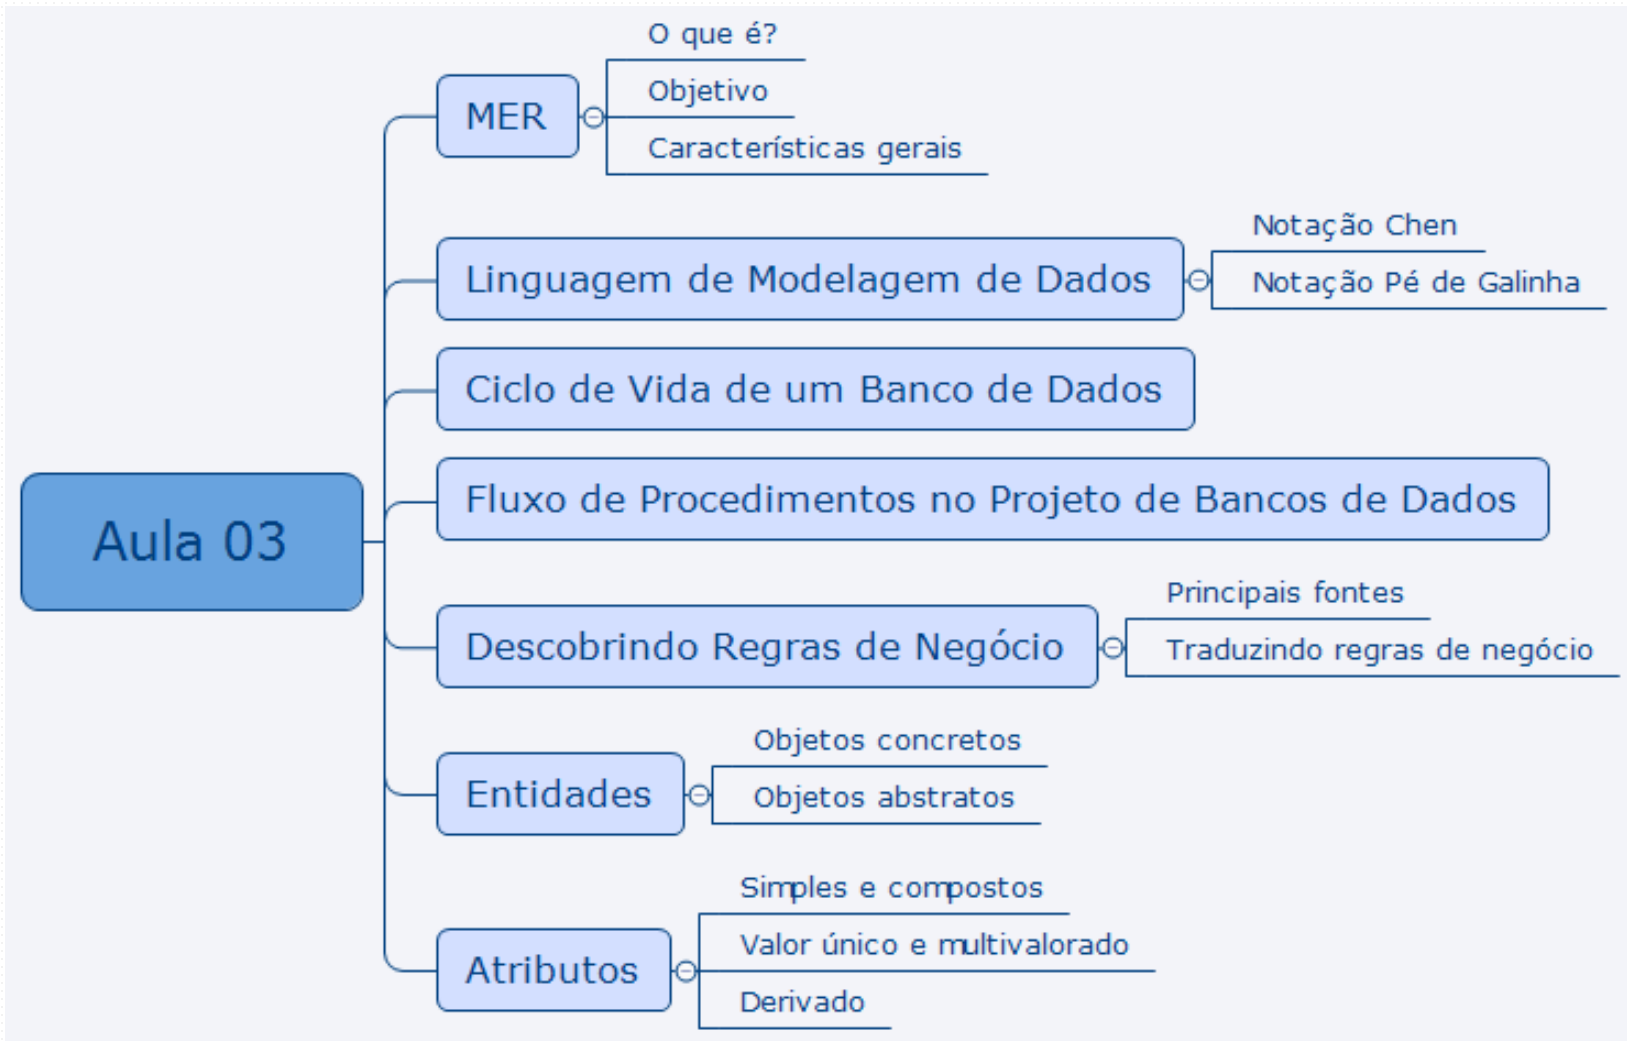 Aula 03
MER
O que é?
Objetivo
Características gerais
Linguagem de Modelagem de Dados
Notação Chen
Notação Pé de Galinha
Ciclo de Vida de um Banco de Dados
Fluxo de Procedimentos no Projeto de Bancos de Dados
Descobrindo Regras de Negócio
Principais fontes
Traduzindo regras de negócio
Entidades
Objetos concretos
Objetos abstratos
Atributos
Simples e compostos
Valor único e multivalorado
Derivado